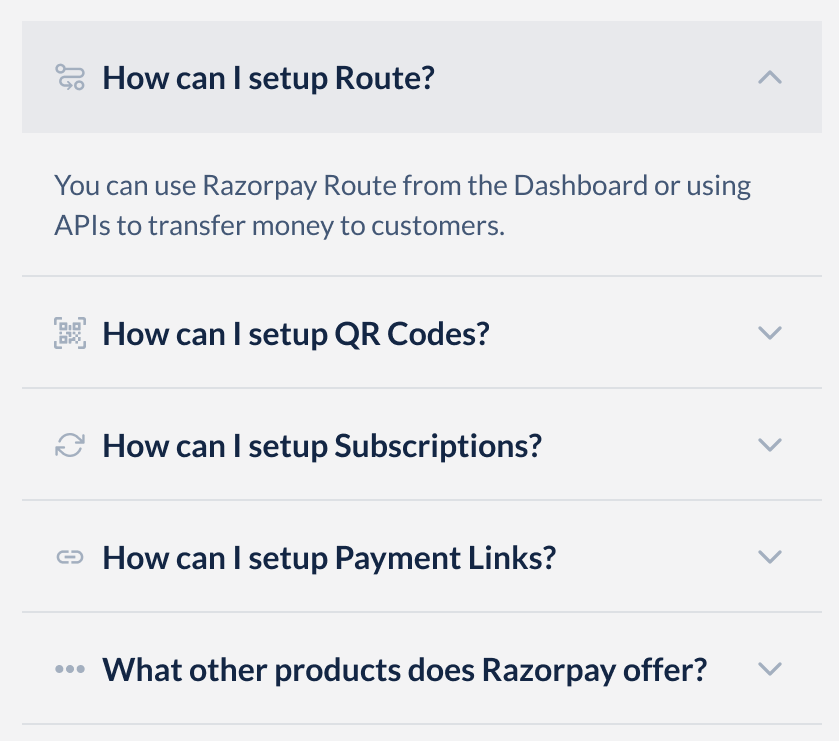 How can I setup Route?
You can use Razorpay Route from the Dashboard or using
APIs to transfer money to customers.
How can I setup QR Codes?
How can I setup Subscriptions?
How can I setup Payment Links?
What other products does Razorpay offer?